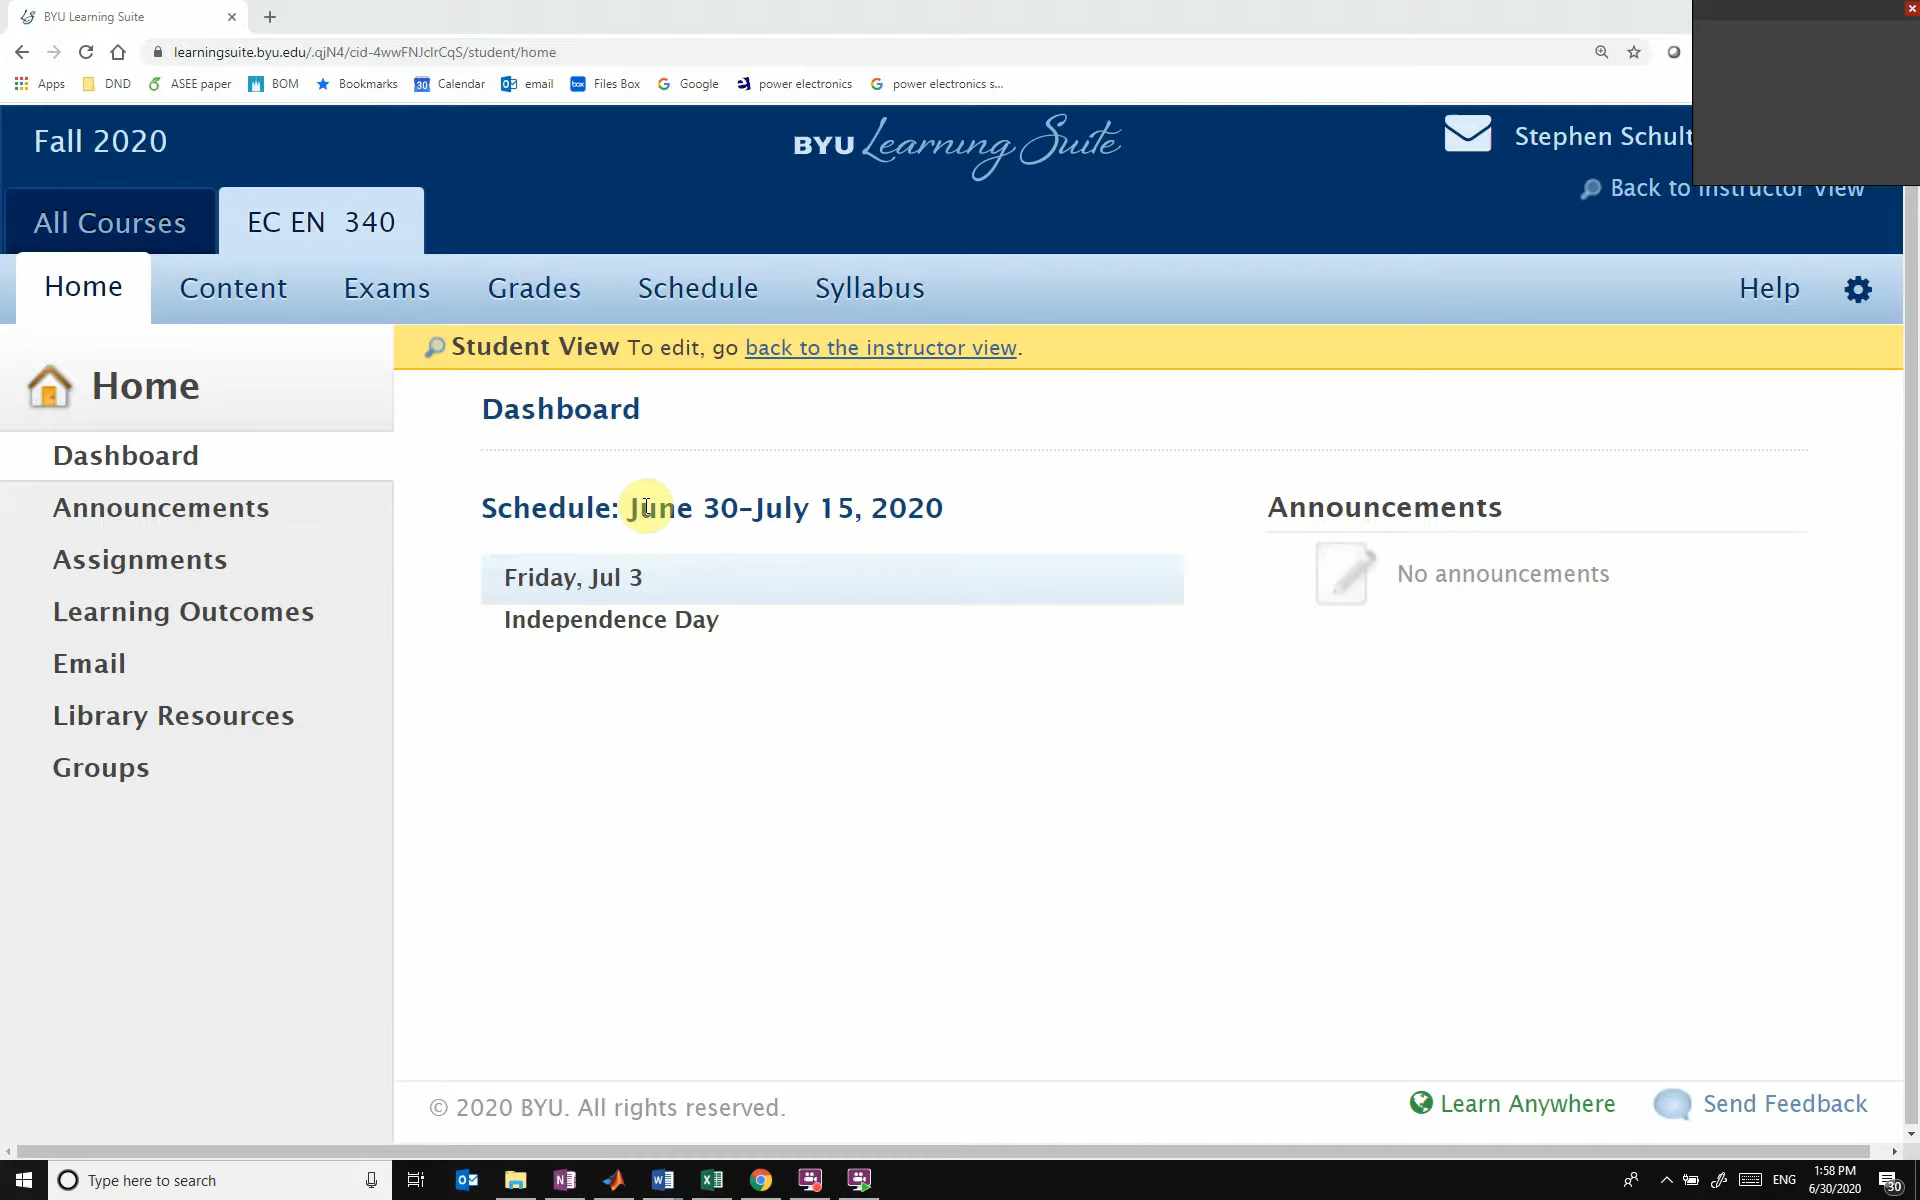 BYU Learning Suite
learningsuite.byu.edu/.qjN4/cid-4wwFNJclrCqS/student/home
Apps DND ASEE paper BOM Bookmarks 30 Calendar email box Files Box Google power electronics power electronics s...
Fall 2020
BYU Learning Suite
Stephen Schult
Back to Instructor View
All Courses
EC EN 340
Home Content Exams Grades Schedule Syllabus Help
Student View To edit, go back to the instructor view.
Home
Dashboard
Announcements
Assignments
Learning Outcomes
Email
Library Resources
Groups
Dashboard
Schedule: June 30–July 15, 2020
Friday, Jul 3
Independence Day
Announcements
No announcements
© 2020 BYU. All rights reserved.
Learn Anywhere
Send Feedback
Type here to search
ENG
1:58 PM
6/30/2020
30